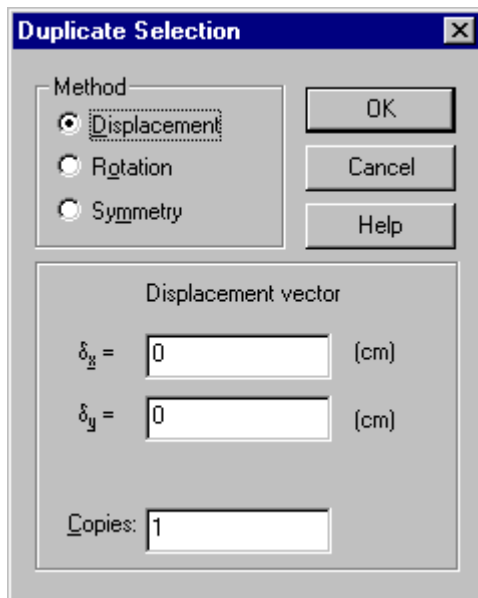 Duplicate Selection
Method
Displacement
Rotation
Symmetry
OK
Cancel
Help
Displacement vector
δx = 0 (cm)
δy = 0 (cm)
Copies: 1